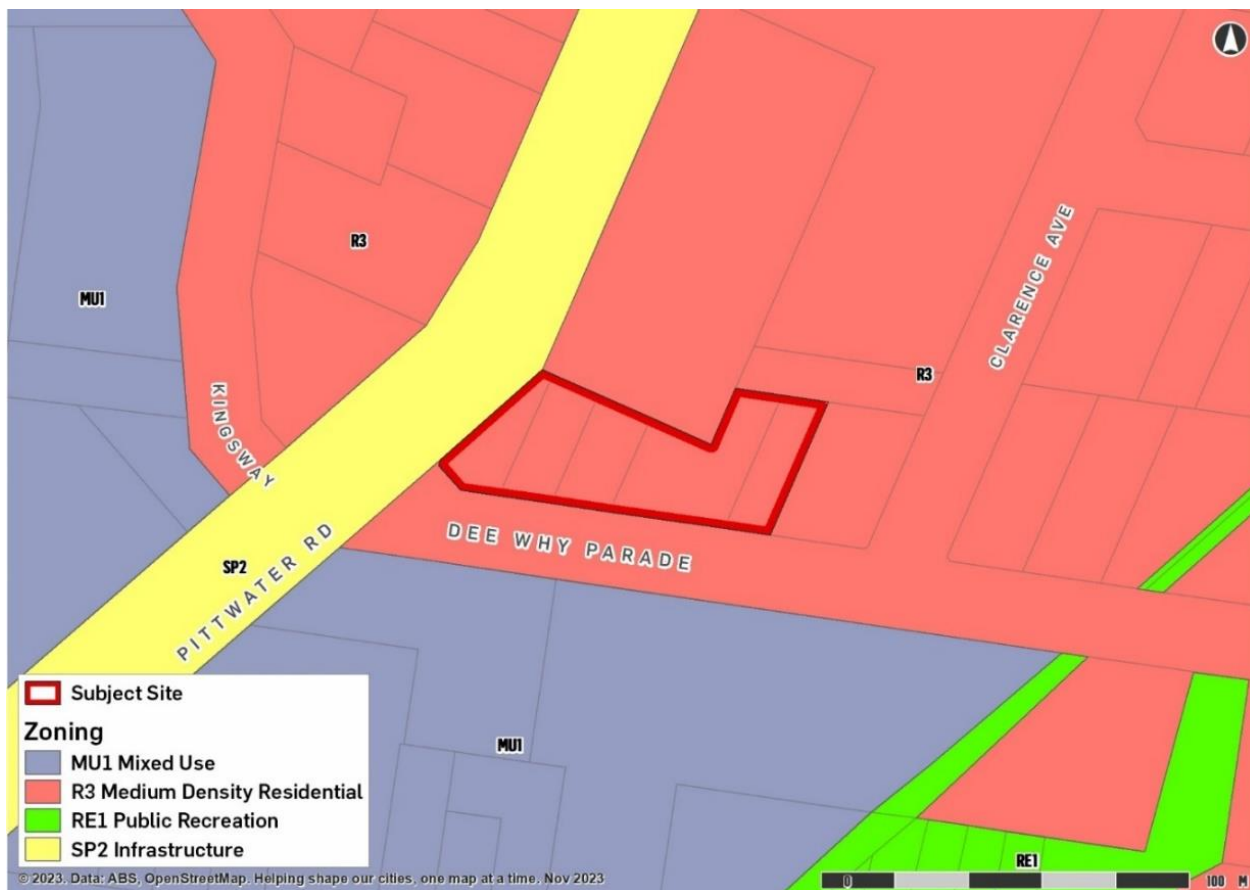 R3
MU1
R3
CLARENCE AVE
KINGSWAY
DEE WHY PARADE
SP2
PITTWATER RD
MU1
RE1
Subject Site
Zoning
MU1 Mixed Use
R3 Medium Density Residential
RE1 Public Recreation
SP2 Infrastructure
© 2023. Data: ABS, OpenStreetMap. Helping shape our cities, one map at a time. Nov 2023
0 100 M